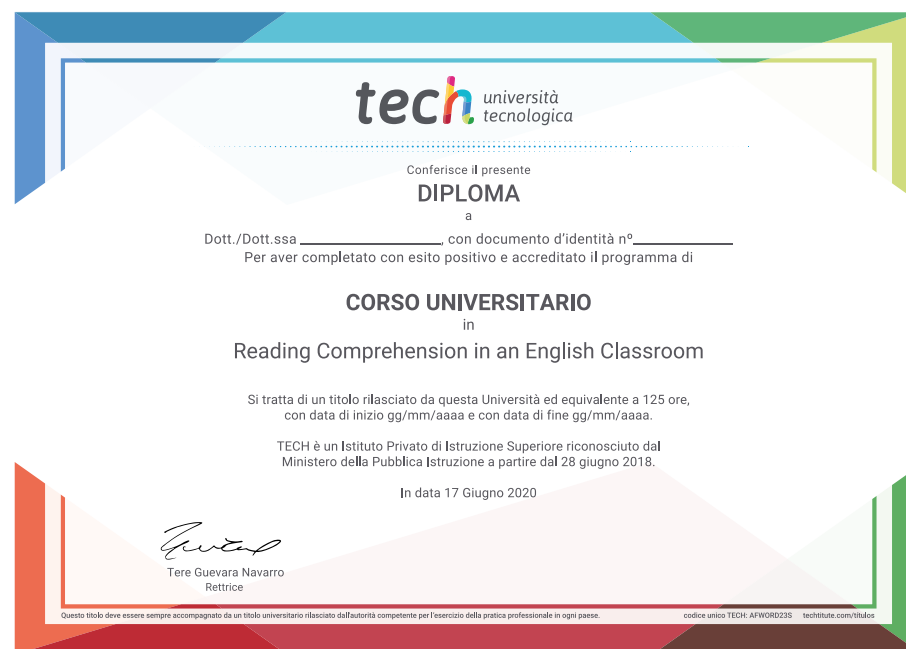 tech università
tecnologica
Conferisce il presente
DIPLOMA
a
Dott./Dott.ssa ____________________, con documento d'identità nº______________
Per aver completato con esito positivo e accreditato il programma di
CORSO UNIVERSITARIO
in
Reading Comprehension in an English Classroom
Si tratta di un titolo rilasciato da questa Università ed equivalente a 125 ore,
con data di inizio gg/mm/aaaa e con data di fine gg/mm/aaaa.
TECH è un Istituto Privato di Istruzione Superiore riconosciuto dal
Ministero della Pubblica Istruzione a partire dal 28 giugno 2018.
In data 17 Giugno 2020
Tere Guevara Navarro
Rettrice
Questo titolo deve essere sempre accompagnato da un titolo universitario rilasciato dall'autorità competente per l'esercizio della pratica professionale in ogni paese. codice unico TECH: AFWORD23S techtitute.com/titulos